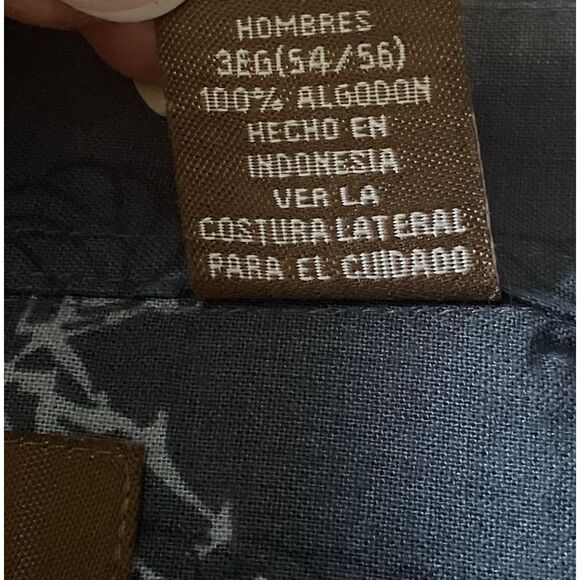 HOMBRES
3EG(54/56)
100% ALGODON
HECHO EN
INDONESIA
VER LA
COSTURA LATERAL
PARA EL CUIDADO